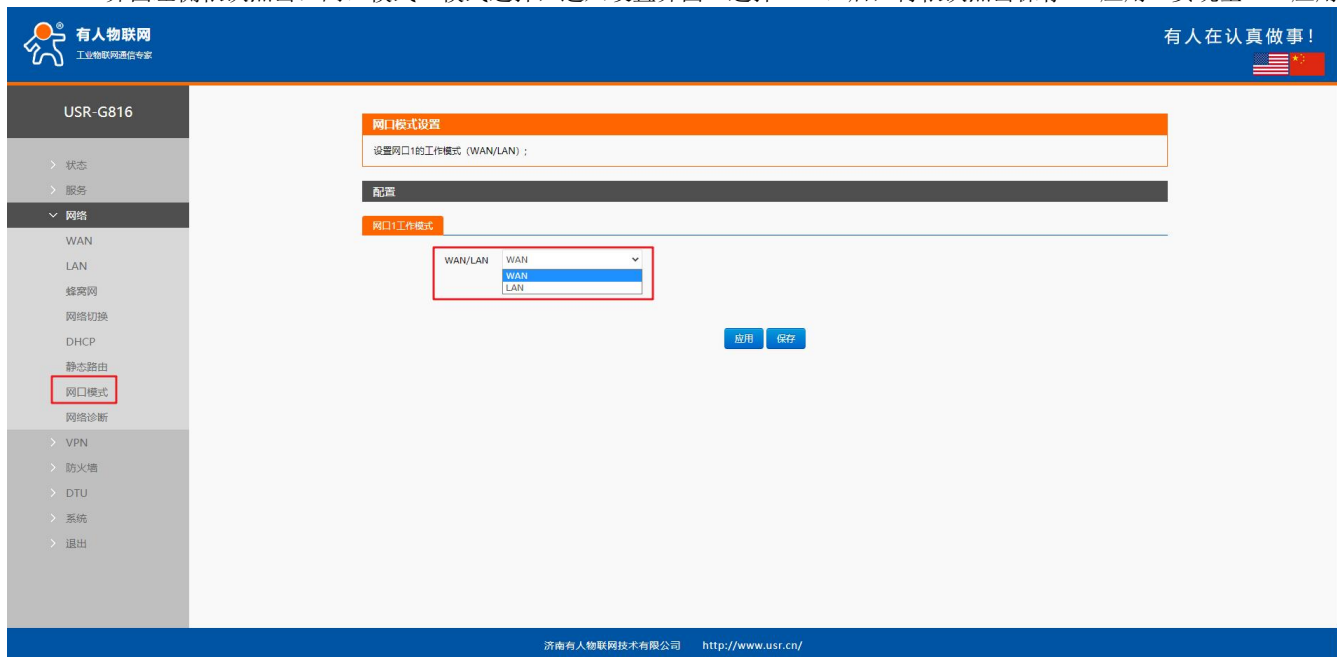 有人物联网
工业物联网通信专家
有人在认真做事！
USR-G816
状态
服务
网络
WAN
LAN
蜂窝网
网络切换
DHCP
静态路由
网口模式
网络诊断
VPN
防火墙
DTU
系统
退出
网口模式设置
设置网口1的工作模式（WAN/LAN）;
配置
网口1工作模式
WAN/LAN WAN
WAN
LAN
应用 保存
济南有人物联网技术有限公司 http://www.usr.cn/